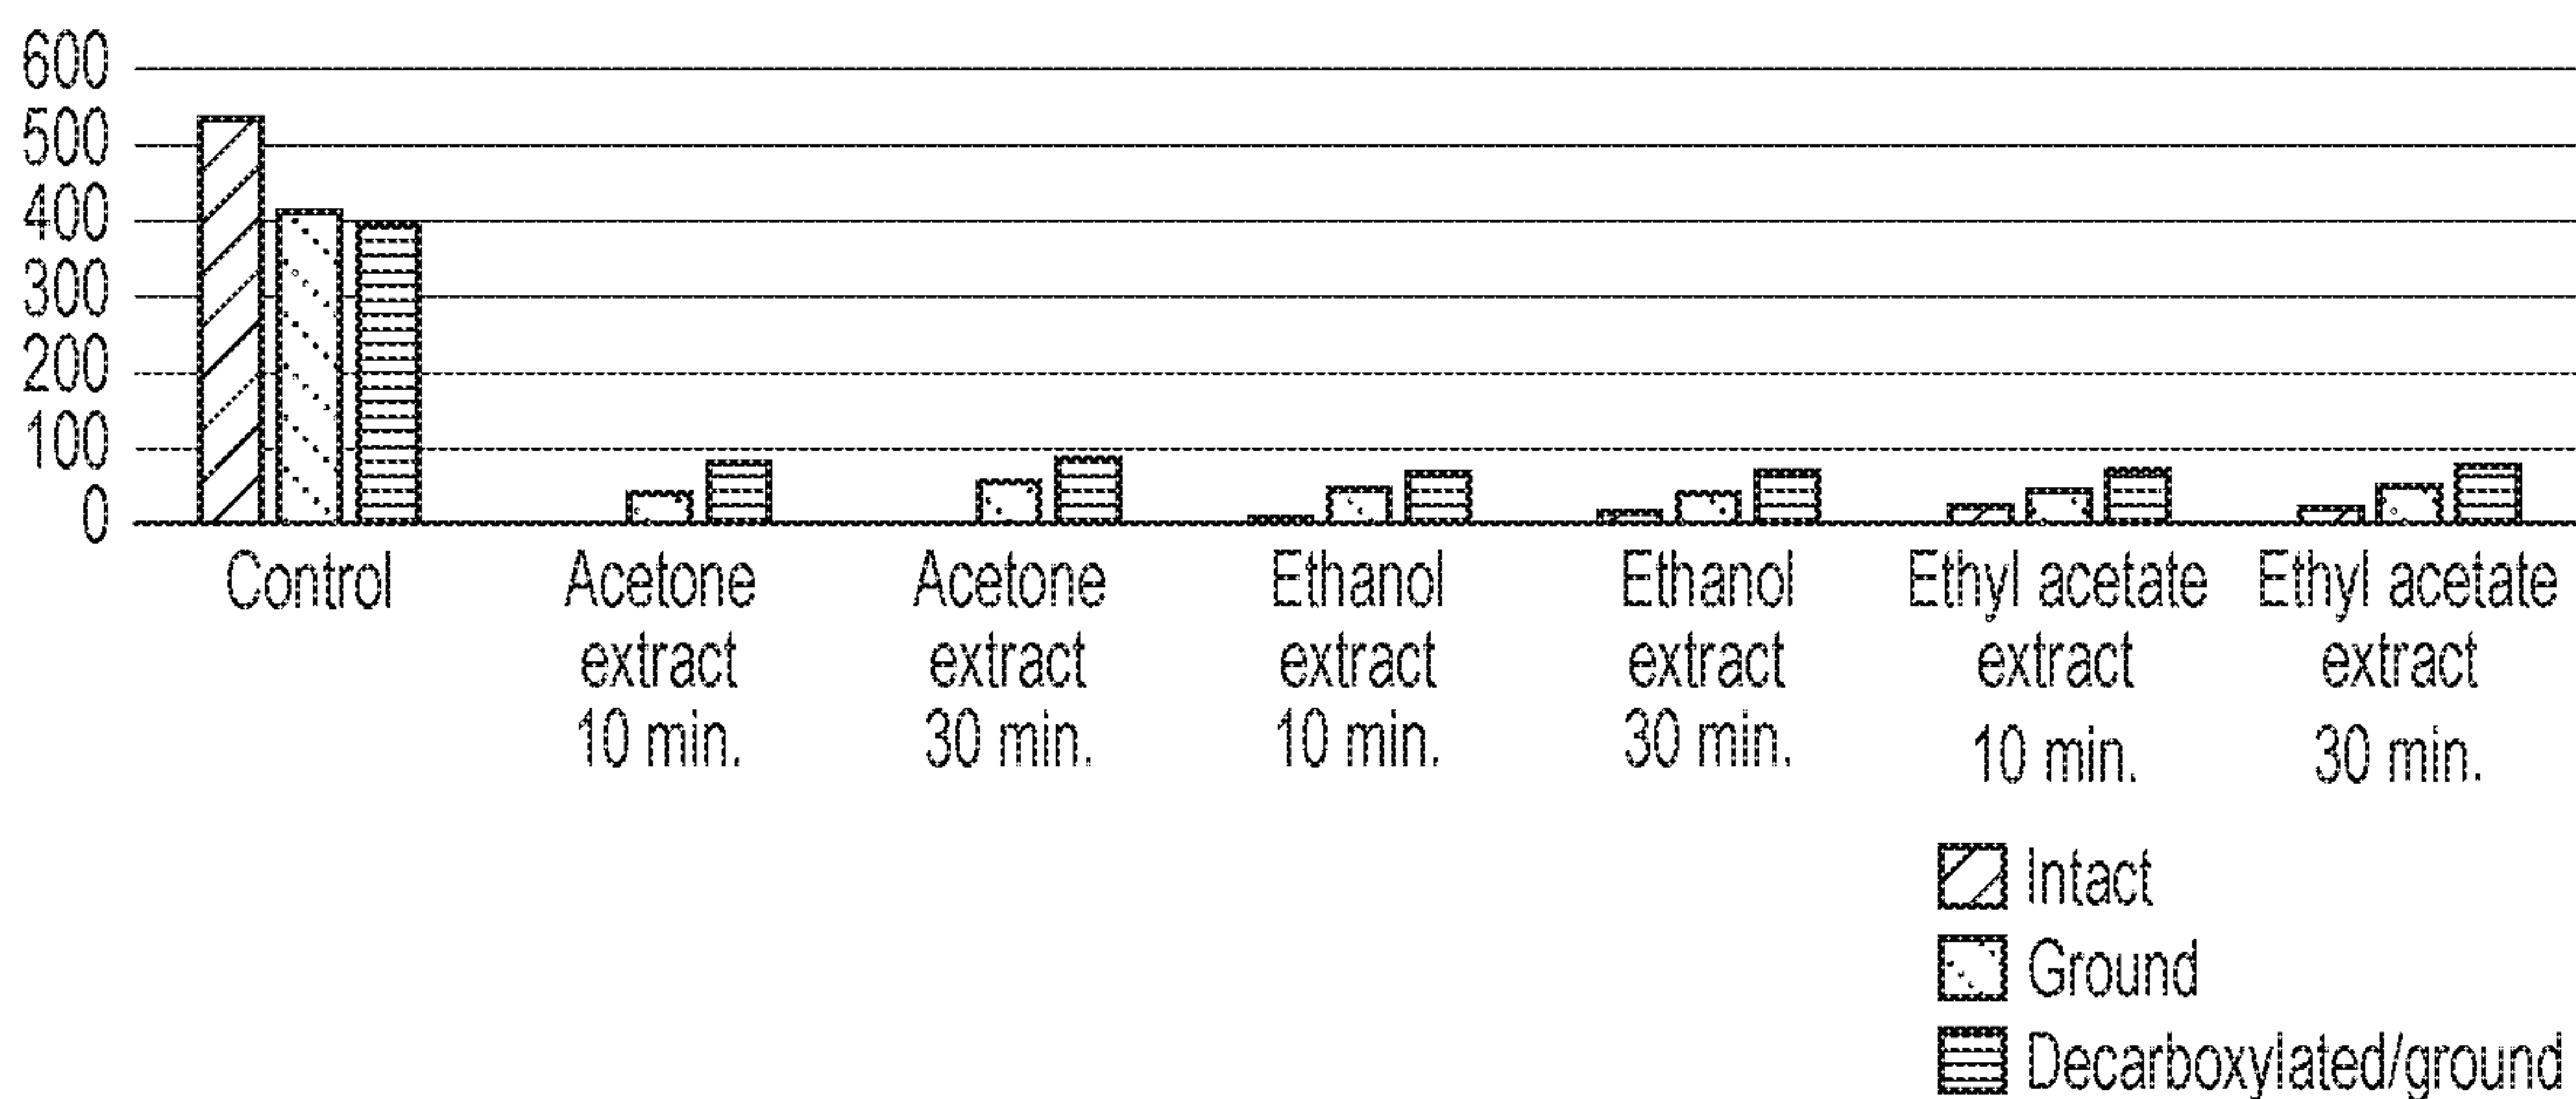 600
500
400
300
200
100
0
Control
Acetone
extract
10 min.
Acetone
extract
30 min.
Ethanol
extract
10 min.
Ethanol
extract
30 min.
Ethyl acetate
extract
10 min.
Ethyl acetate
extract
30 min.
Intact
Ground
Decarboxylated/ground